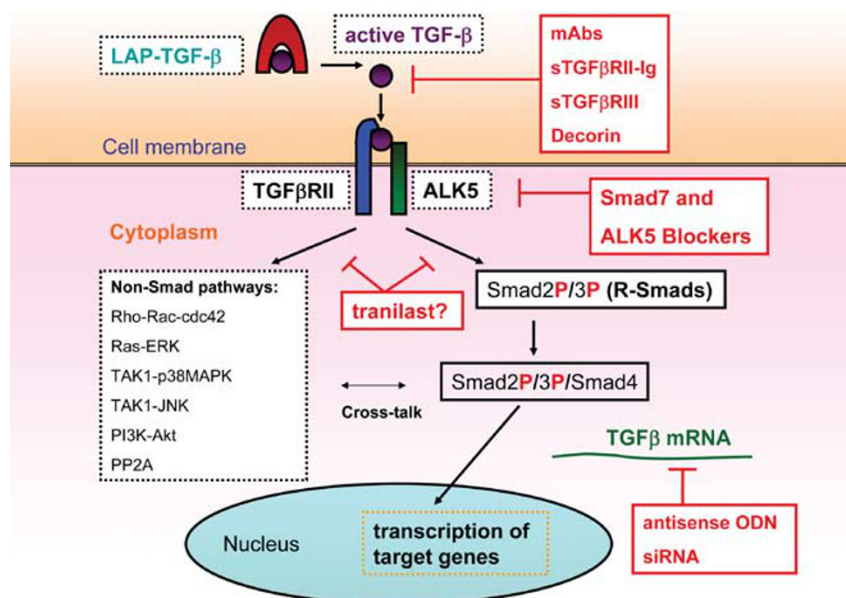 LAP-TGF-β
active TGF-β
mAbs
sTGFβRII-Ig
sTGFβRIII
Decorin
Cell membrane
TGFβRII
ALK5
Smad7 and
ALK5 Blockers
Cytoplasm
Non-Smad pathways:
Rho-Rac-cdc42
Ras-ERK
TAK1-p38MAPK
TAK1-JNK
PI3K-Akt
PP2A
tranilast?
Smad2P/3P (R-Smads)
Smad2P/3P/Smad4
Cross-talk
TGFβ mRNA
antisense ODN
siRNA
Nucleus
transcription of
target genes